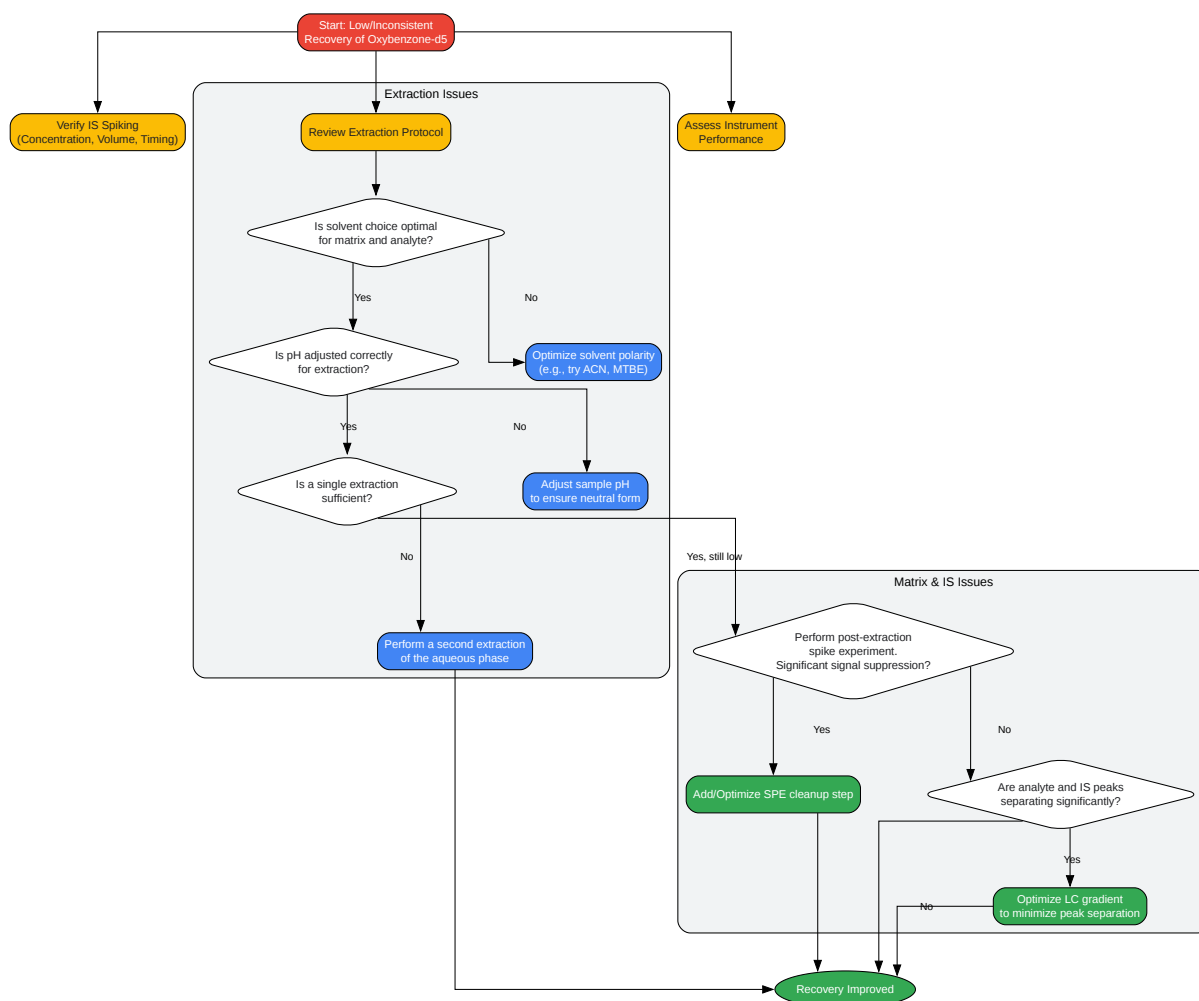 Start: Low/Inconsistent
Recovery of Oxybenzone-d5
Extraction Issues
Verify IS Spiking
(Concentration, Volume, Timing)
Review Extraction Protocol
Assess Instrument
Performance
Is solvent choice optimal
for matrix and analyte?
Yes
No
Is pH adjusted correctly
for extraction?
Optimize solvent polarity
(e.g., try ACN, MTBE)
Yes
No
Is a single extraction
sufficient?
Adjust sample pH
to ensure neutral form
No
Yes, still low
Matrix & IS Issues
Perform a second extraction
of the aqueous phase
Perform post-extraction
spike experiment.
Significant signal suppression?
Yes
No
Add/Optimize SPE cleanup step
Are analyte and IS peaks
separating significantly?
Yes
No
Optimize LC gradient
to minimize peak separation
Recovery Improved